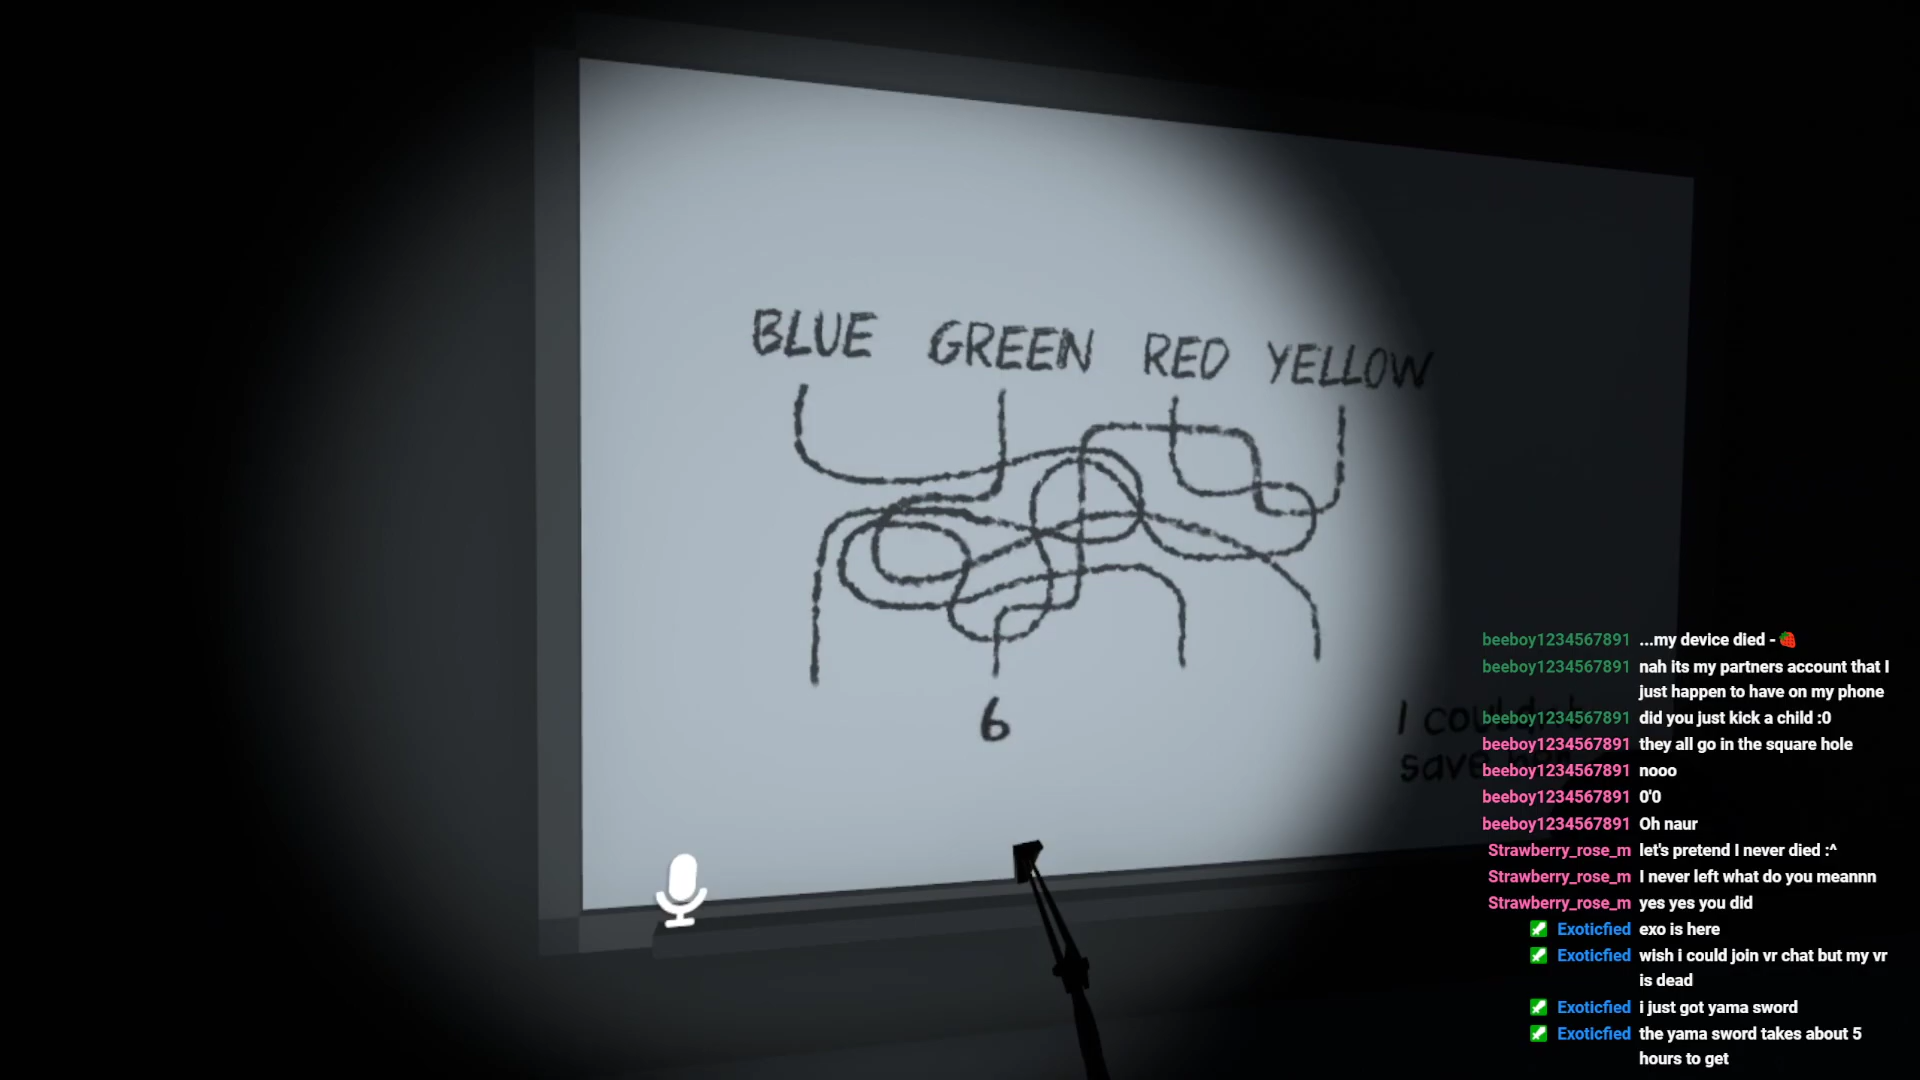 BLUE GREEN RED YELLOW
6
I
save
beeboy1234567891 ...my device died - 🍓
beeboy1234567891 nah its my partners account that I
just happen to have on my phone
beeboy1234567891 did you just kick a child :0
beeboy1234567891 they all go in the square hole
beeboy1234567891 nooo
beeboy1234567891 0'0
beeboy1234567891 Oh naur
Strawberry_rose_m let's pretend I never died :^
Strawberry_rose_m I never left what do you meannn
Strawberry_rose_m yes yes you did
Exoticfied exo is here
Exoticfied wish i could join vr chat but my vr
is dead
Exoticfied i just got yama sword
Exoticfied the yama sword takes about 5
hours to get